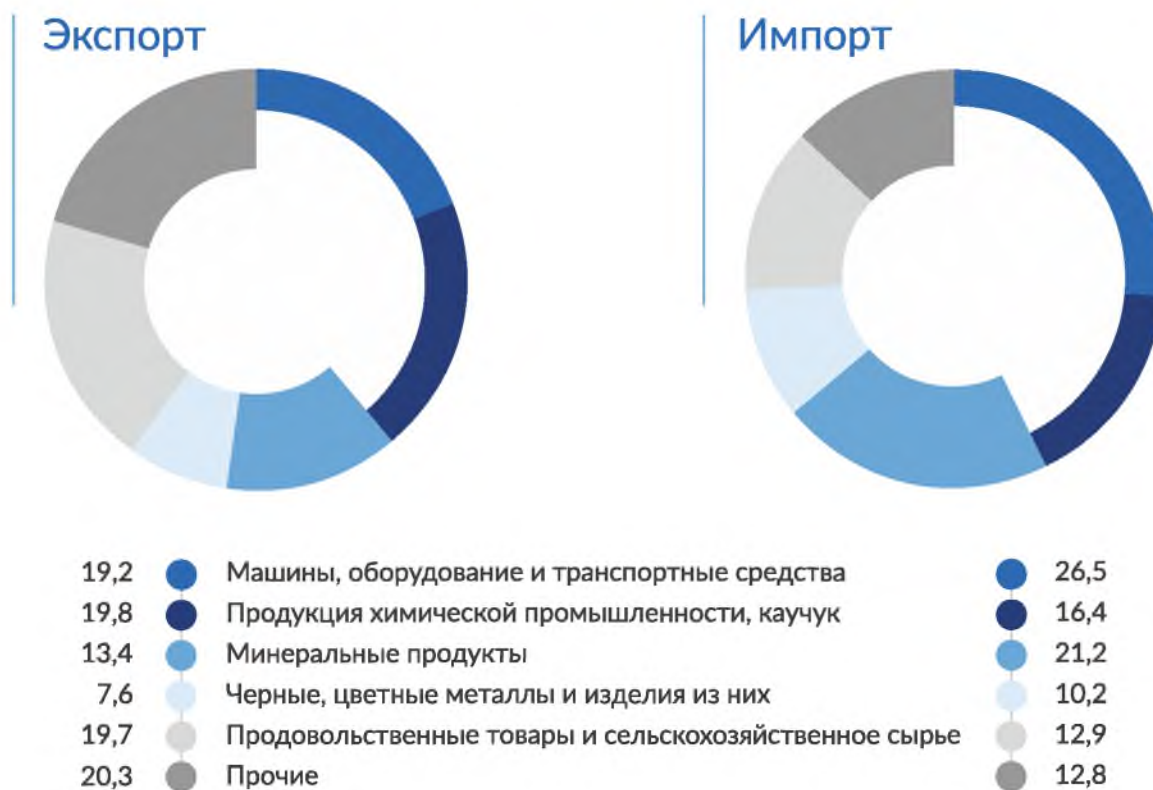 Экспорт
Импорт
19,2 Машины, оборудование и транспортные средства 26,5
19,8 Продукция химической промышленности, каучук 16,4
13,4 Минеральные продукты 21,2
7,6 Черные, цветные металлы и изделия из них 10,2
19,7 Продовольственные товары и сельскохозяйственное сырье 12,9
20,3 Прочие 12,8